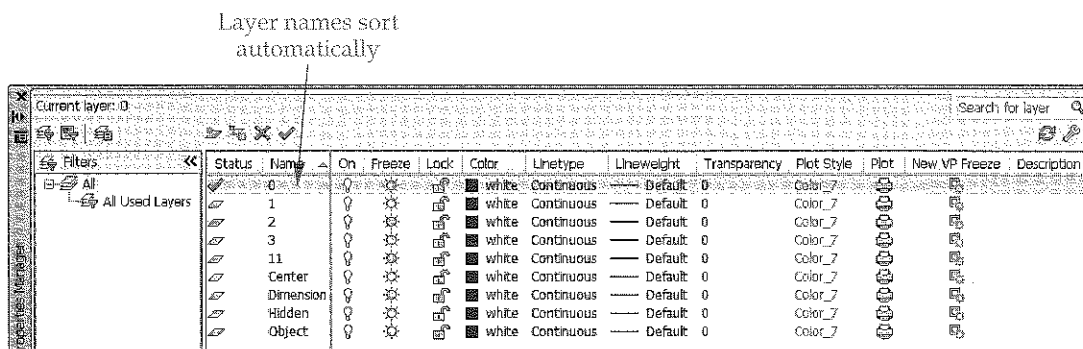 Layer names sort
automatically
Current layer: 0
Search for layer
Filters
All
All Used Layers
Status Name On Freeze Lock Color Linetype Lineweight Transparency Plot Style Plot New VP Freeze Description
0 white Continuous Default 0 Color_7
1 white Continuous Default 0 Color_7
2 white Continuous Default 0 Color_7
3 white Continuous Default 0 Color_7
11 white Continuous Default 0 Color_7
Center white Continuous Default 0 Color_7
Dimension white Continuous Default 0 Color_7
Hidden white Continuous Default 0 Color_7
Object white Continuous Default 0 Color_7
Manager